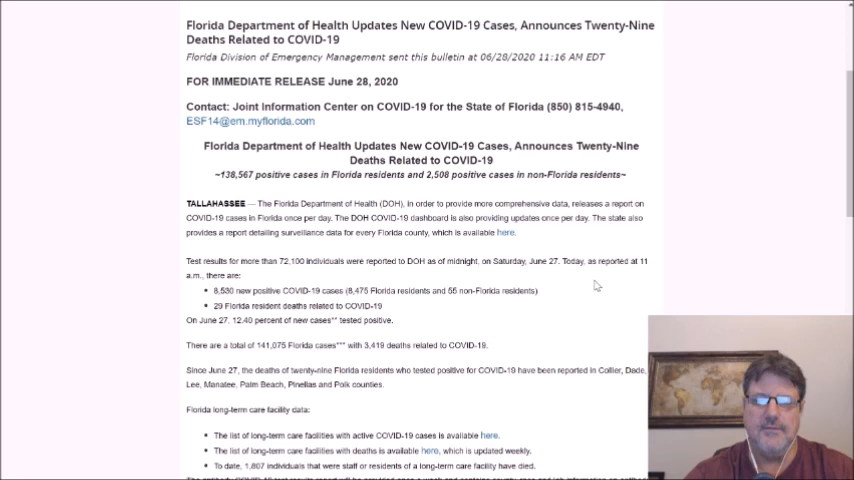 Florida Department of Health Updates New COVID-19 Cases, Announces Twenty-Nine
Deaths Related to COVID-19
Florida Division of Emergency Management sent this bulletin at 06/28/2020 11:16 AM EDT
FOR IMMEDIATE RELEASE June 28, 2020
Contact: Joint Information Center on COVID-19 for the State of Florida (850) 815-4940,
ESF14@em.myflorida.com
Florida Department of Health Updates New COVID-19 Cases, Announces Twenty-Nine
Deaths Related to COVID-19
~138,567 positive cases in Florida residents and 2,508 positive cases in non-Florida residents~
TALLAHASSEE — The Florida Department of Health (DOH), in order to provide more comprehensive data, releases a report on
COVID-19 cases in Florida once per day. The DOH COVID-19 dashboard is also providing updates once per day. The state also
provides a report detailing surveillance data for every Florida county, which is available here.
Test results for more than 72,100 individuals were reported to DOH as of midnight, on Saturday, June 27. Today, as reported at 11
a.m., there are:
• 8,530 new positive COVID-19 cases (8,475 Florida residents and 55 non-Florida residents)
• 29 Florida resident deaths related to COVID-19
On June 27, 12.40 percent of new cases** tested positive.
There are a total of 141,075 Florida cases*** with 3,419 deaths related to COVID-19.
Since June 27, the deaths of twenty-nine Florida residents who tested positive for COVID-19 have been reported in Collier, Dade,
Lee, Manatee, Palm Beach, Pinellas and Polk counties.
Florida long-term care facility data:
• The list of long-term care facilities with active COVID-19 cases is available here.
• The list of long-term care facilities with deaths is available here, which is updated weekly.
• To date, 1,807 individuals that were staff or residents of a long-term care facility have died.